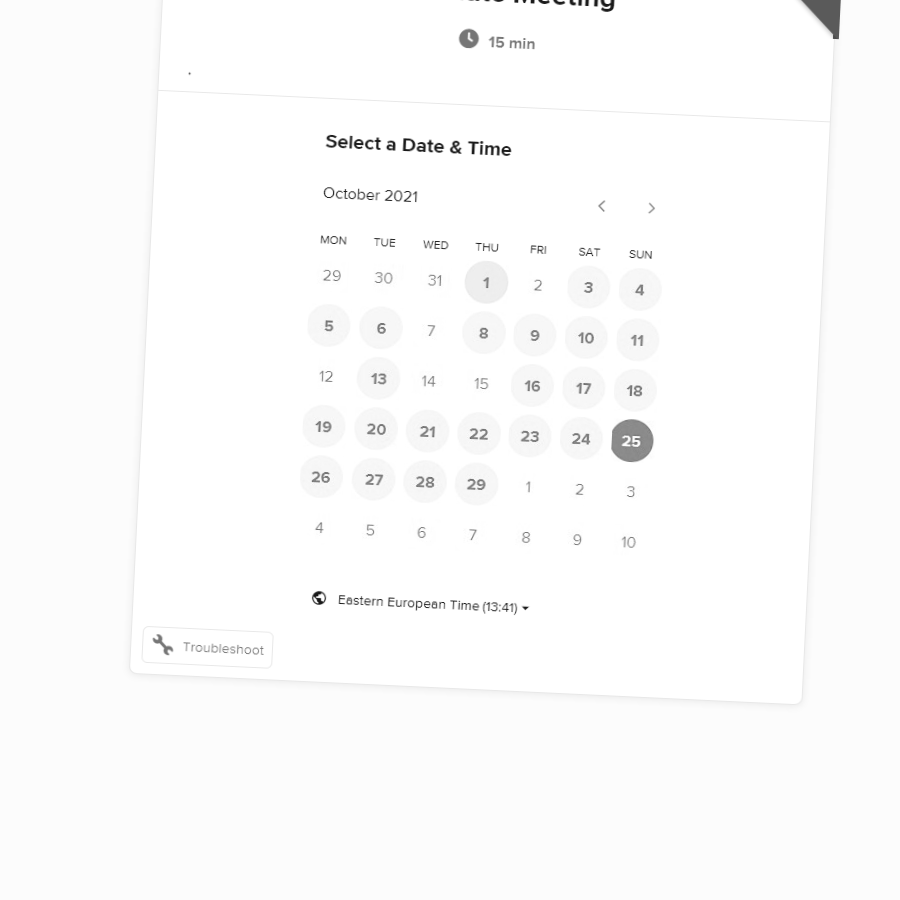 Meeting
15 min
.
Select a Date & Time
October 2021
MON TUE WED THU FRI SAT SUN
29 30 31 1 2 3 4
5 6 7 8 9 10 11
12 13 14 15 16 17 18
19 20 21 22 23 24 25
26 27 28 29 1 2 3
4 5 6 7 8 9 10
Eastern European Time (13:41)
Troubleshoot